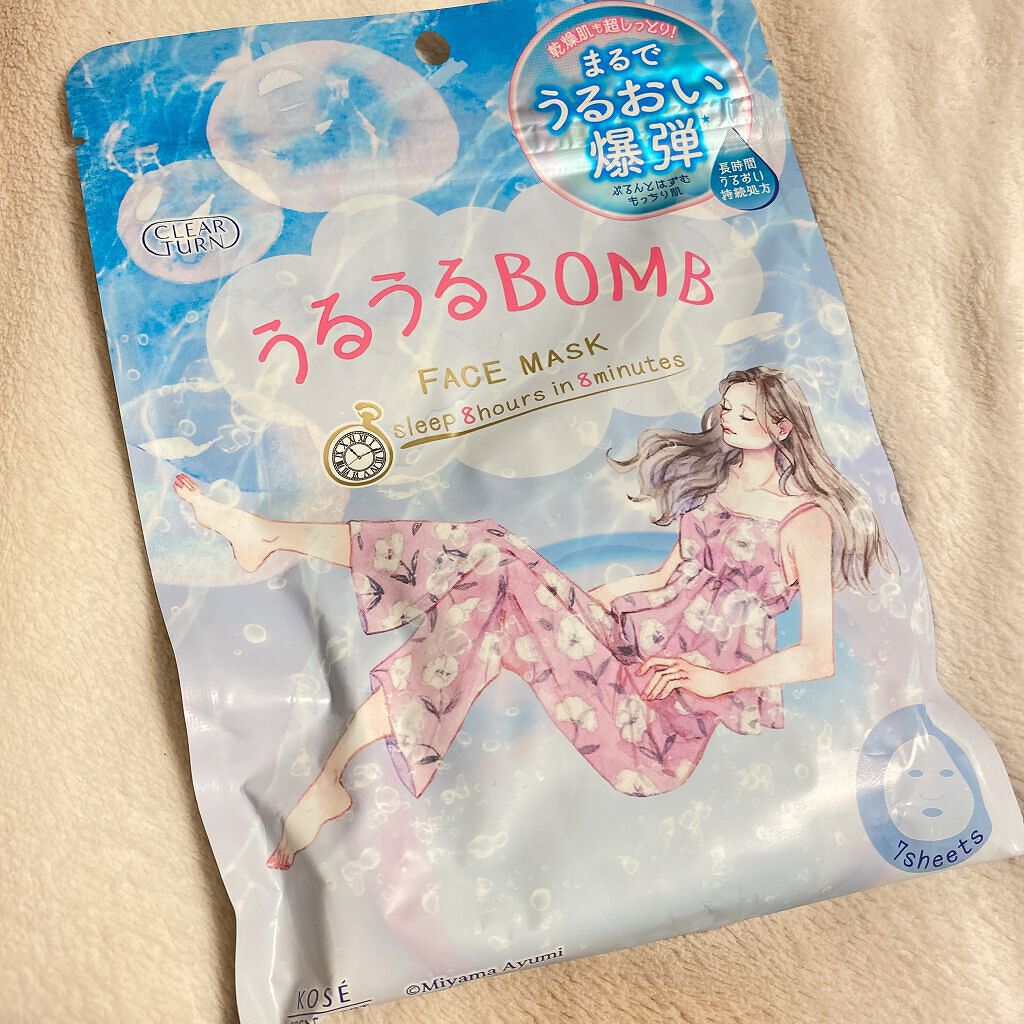 乾燥肌も超しっとり!
まるで
うるおい
爆弾
ぷるんとはずむ
もっちり肌
長時間
うるおい
持続処方
CLEAR
TURN
うるうるBOMB
FACE MASK
sleep 8hours in 8minutes
7sheets
©Miyama Ayumi
KOSÉ